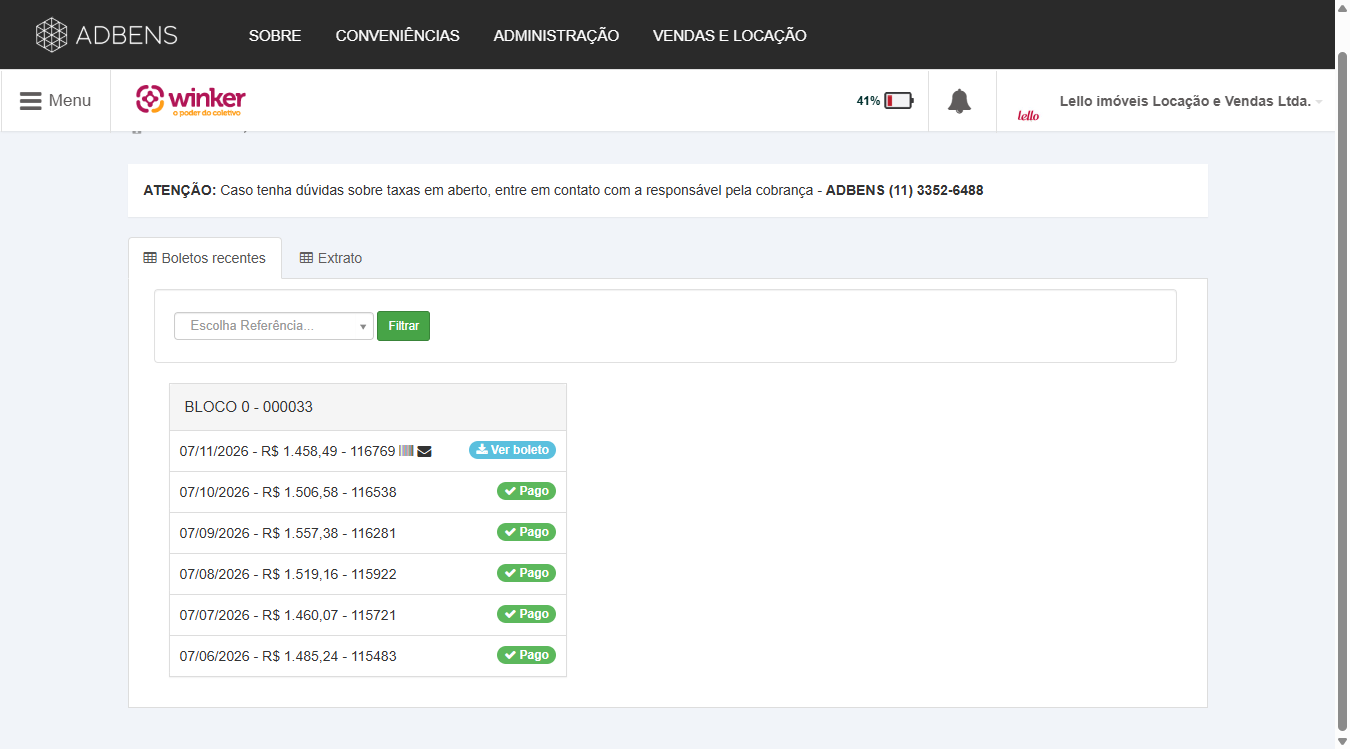 ADBENS
SOBRE CONVENIÊNCIAS ADMINISTRAÇÃO VENDAS E LOCAÇÃO
Menu
winker
o poder do coletivo
41%
lello
Lello imóveis Locação e Vendas Ltda.
ATENÇÃO: Caso tenha dúvidas sobre taxas em aberto, entre em contato com a responsável pela cobrança - ADBENS (11) 3352-6488
Boletos recentes Extrato
Escolha Referência... Filtrar
BLOCO 0 - 000033
07/11/2026 - R$ 1.458,49 - 116769 Ver boleto
07/10/2026 - R$ 1.506,58 - 116538 Pago
07/09/2026 - R$ 1.557,38 - 116281 Pago
07/08/2026 - R$ 1.519,16 - 115922 Pago
07/07/2026 - R$ 1.460,07 - 115721 Pago
07/06/2026 - R$ 1.485,24 - 115483 Pago